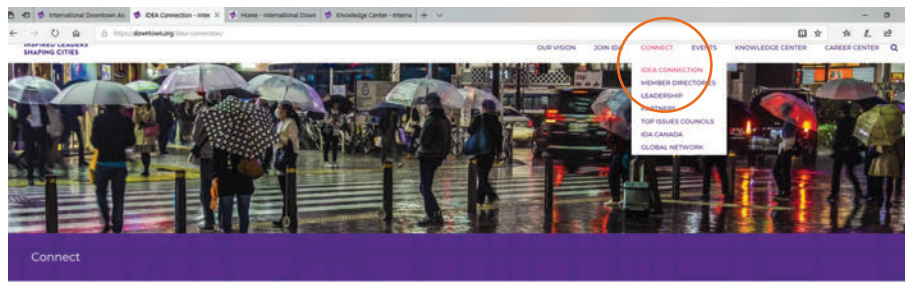 International Downtown As
IDEA Connection - Inter
Home - International Down
Knowledge Center - Interna
https://downtown.org/idea-connection/
INSPIRED LEADERS
SHAPING CITIES
OUR VISION JOIN IDA CONNECT EVENTS KNOWLEDGE CENTER CAREER CENTER
IDEA CONNECTION
MEMBER DIRECTORIES
LEADERSHIP
PARTNERS
TOP ISSUES COUNCILS
IDA CANADA
GLOBAL NETWORK
Connect